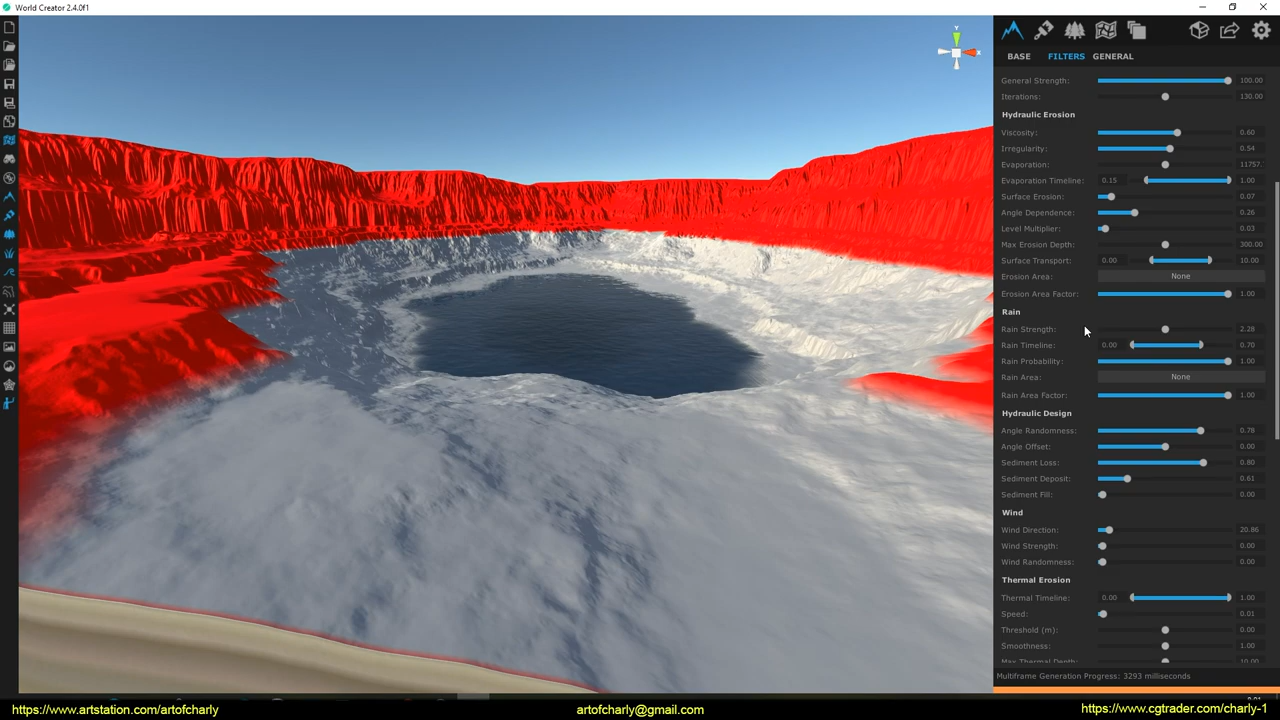 World Creator 2.4.0f1
Y
X
BASE FILTERS GENERAL
General Strength: 100.00
Iterations: 130.00
Hydraulic Erosion
Viscosity: 0.60
Irregularity: 0.54
Evaporation: 11757.
Evaporation Timeline: 0.15 1.00
Surface Erosion: 0.07
Angle Dependence: 0.26
Level Multiplier: 0.03
Max Erosion Depth: 300.00
Surface Transport: 0.00 10.00
Erosion Area: None
Erosion Area Factor: 1.00
Rain
Rain Strength: 2.28
Rain Timeline: 0.00 0.70
Rain Probability: 1.00
Rain Area: None
Rain Area Factor: 1.00
Hydraulic Design
Angle Randomness: 0.78
Angle Offset: 0.00
Sediment Loss: 0.80
Sediment Deposit: 0.61
Sediment Fill: 0.00
Wind
Wind Direction: 20.86
Wind Strength: 0.00
Wind Randomness: 0.00
Thermal Erosion
Thermal Timeline: 0.00 1.00
Speed: 0.01
Threshold (m): 0.00
Smoothness: 1.00
Max Thermal Depth: 10.00
Multiframe Generation Progress: 3293 milliseconds
https://www.artstation.com/artofcharly artofcharly@gmail.com https://www.cgtrader.com/charly-1